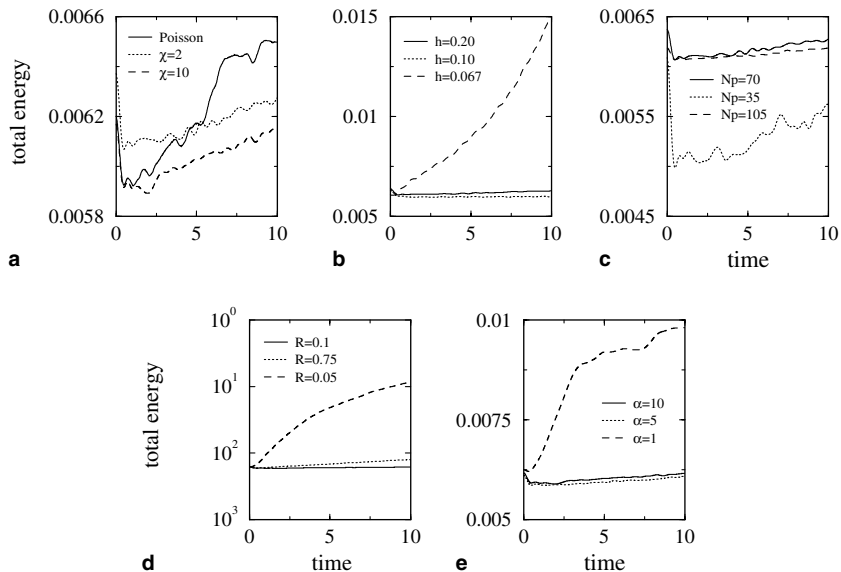 0.0066
0.0062
0.0058
total energy
Poisson
χ=2
χ=10
0
5
10
a
0.015
0.01
0.005
h=0.20
h=0.10
h=0.067
0
5
10
b
0.0065
0.0055
0.0045
Np=70
Np=35
Np=105
0
5
10
time
c
10⁰
10¹
10²
10³
total energy
R=0.1
R=0.75
R=0.05
0
5
10
time
d
0.01
0.0075
0.005
α=10
α=5
α=1
0
5
10
time
e